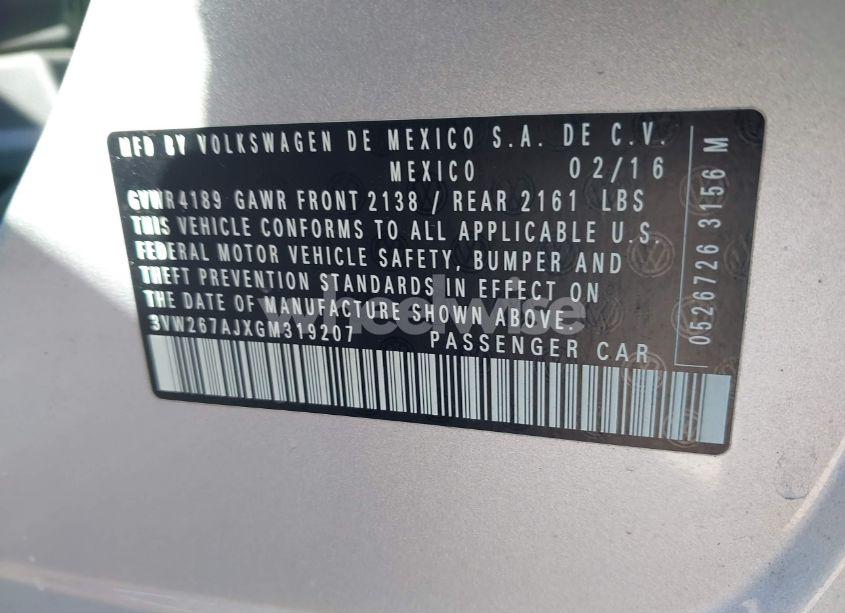 MFD BY VOLKSWAGEN DE MEXICO S.A. DE C.V.
MEXICO 02/16
GVWR4189 GAWR FRONT 2138 / REAR 2161 LBS
THIS VEHICLE CONFORMS TO ALL APPLICABLE U.S.
FEDERAL MOTOR VEHICLE SAFETY, BUMPER AND
THEFT PREVENTION STANDARDS IN EFFECT ON
THE DATE OF MANUFACTURE SHOWN ABOVE.
3VW267AJXGM319207 PASSENGER CAR
0526726 3156 M
wheelwire